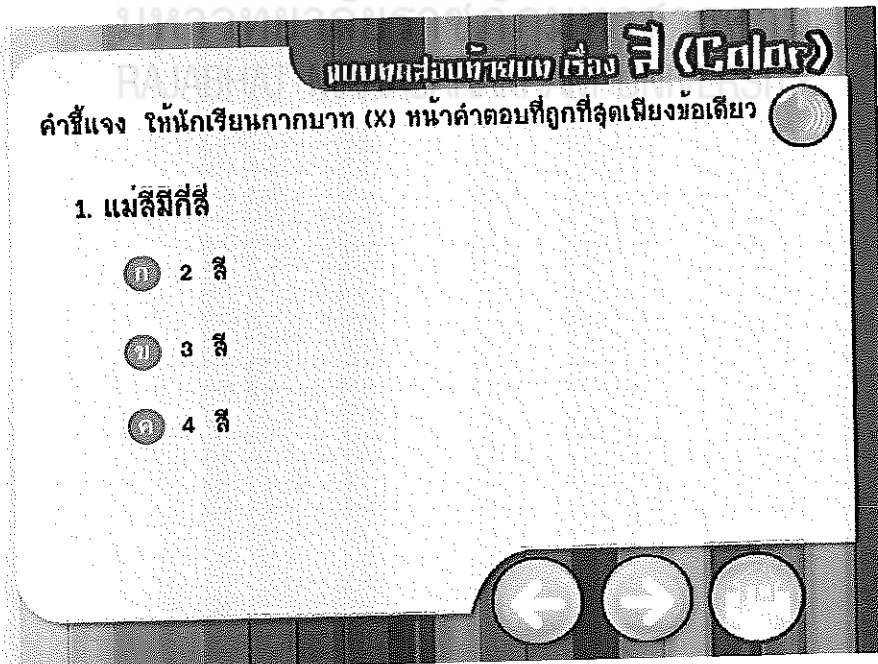 แบบทดสอบท้ายบท เรื่อง สี (Color)
คำชี้แจง ให้นักเรียนกากบาท (X) หน้าคำตอบที่ถูกที่สุดเพียงข้อเดียว
1. แม่สีมีกี่สี
ก 2 สี
ข 3 สี
ค 4 สี